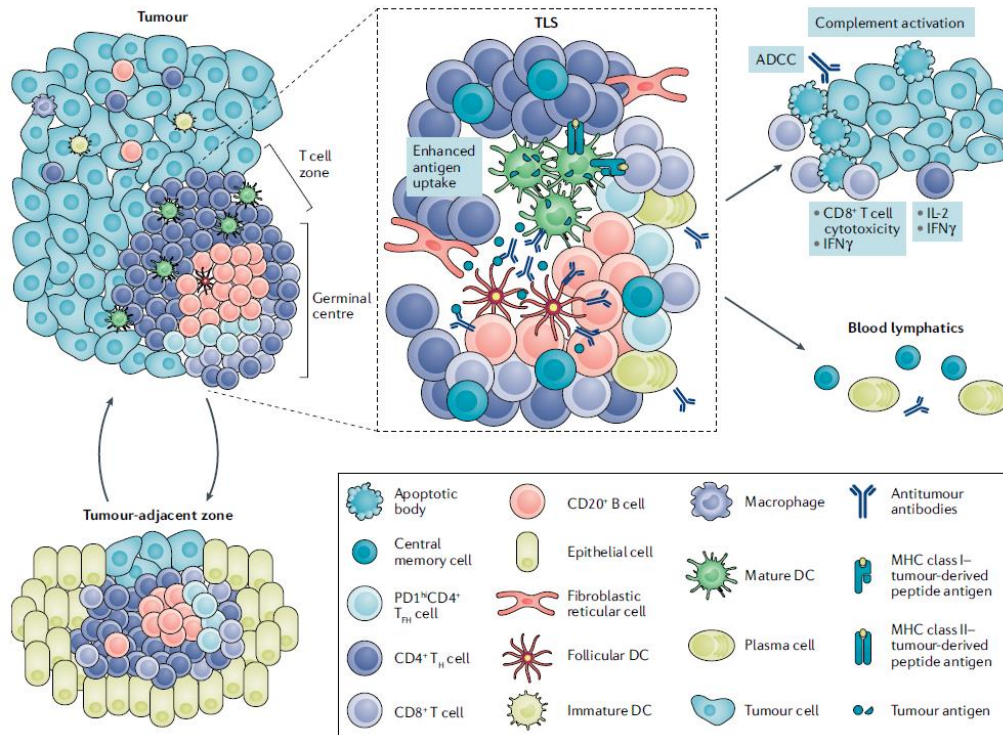 Tumour
T cell
zone
Germinal
centre
TLS
Enhanced
antigen
uptake
Complement activation
ADCC
• CD8⁺ T cell
cytotoxicity
• IFNγ
• IL-2
• IFNγ
Blood lymphatics
Tumour-adjacent zone
Apoptotic
body
Central
memory cell
PD1ʰⁱCD4⁺
T_FH cell
CD4⁺ T_H cell
CD8⁺ T cell
CD20⁺ B cell
Epithelial cell
Fibroblastic
reticular cell
Follicular DC
Immature DC
Macrophage
Mature DC
Plasma cell
Tumour cell
Antitumour
antibodies
MHC class I–
tumour-derived
peptide antigen
MHC class II–
tumour-derived
peptide antigen
Tumour antigen